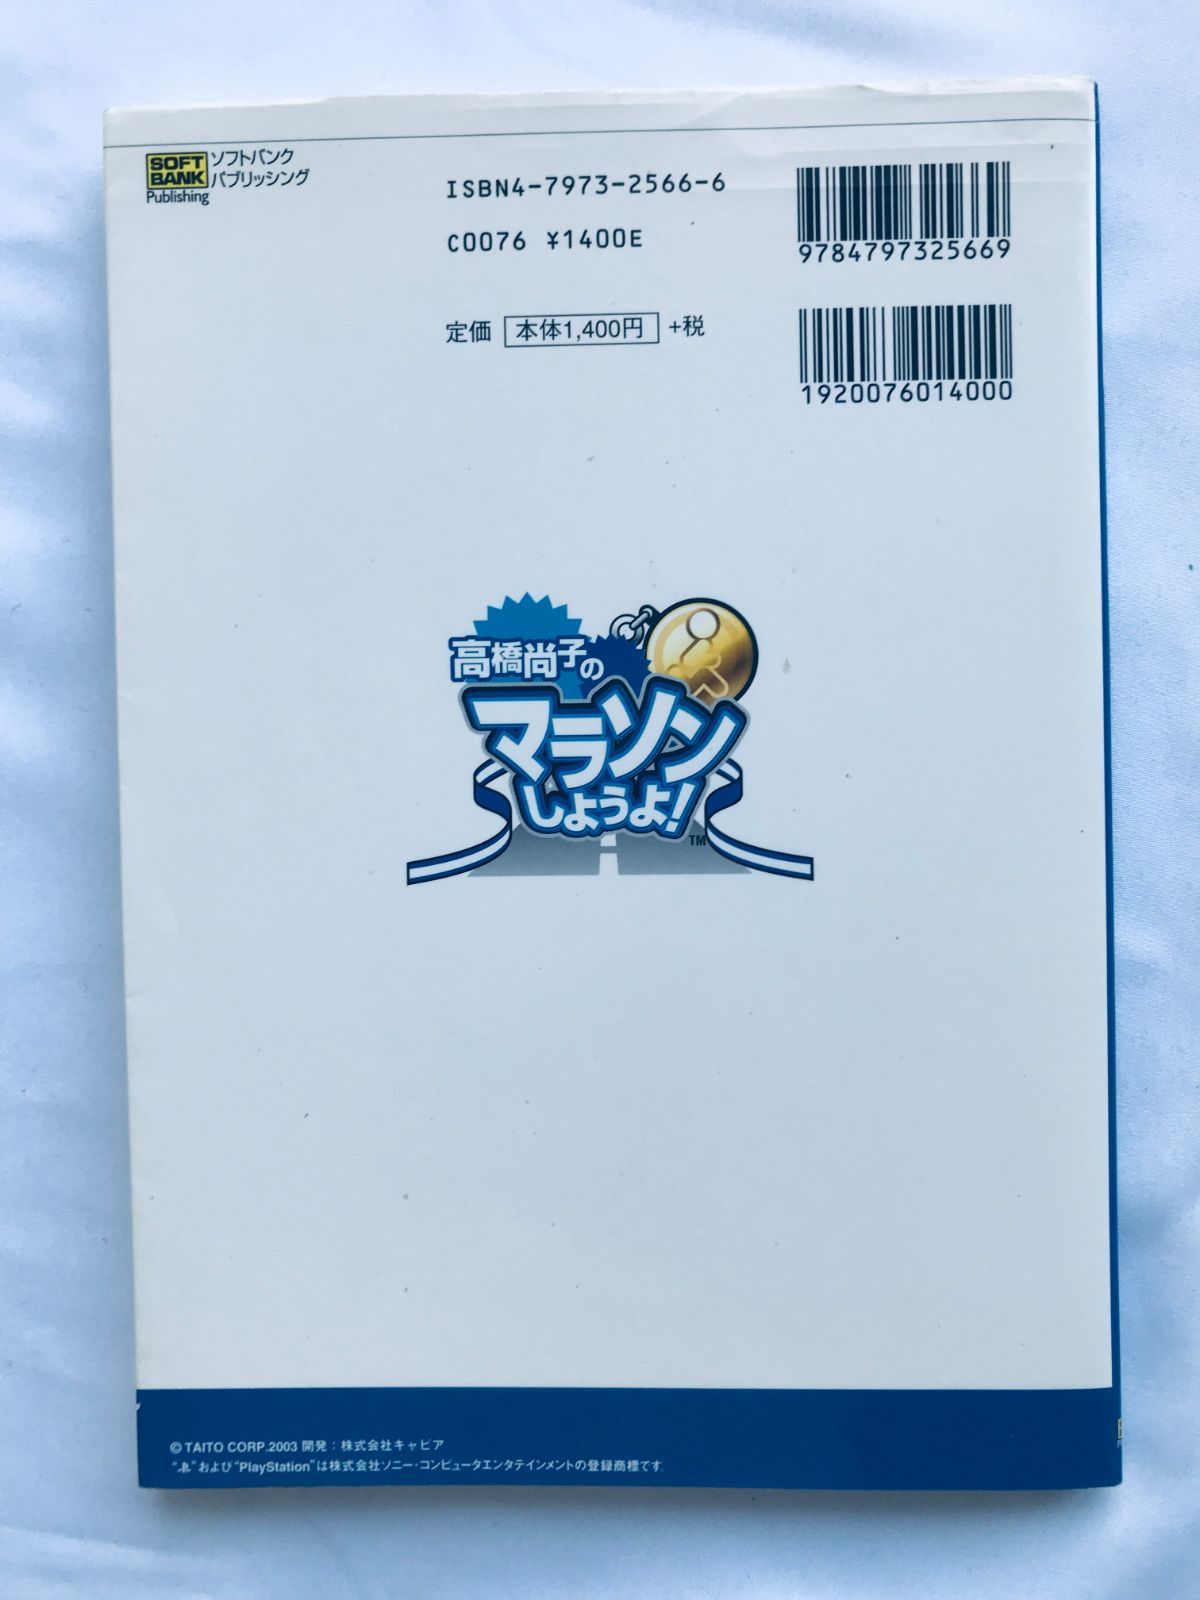 SOFT
BANK
Publishing
ソフトバンク
パブリッシング
ISBN4-7973-2566-6
C0076 ¥1400E
9784797325669
定価 本体1,400円 +税
1920076014000
高橋尚子の
マラソン
しようよ!
TM
©TAITO CORP.2003 開発：株式会社キャビア
" "および"PlayStation"は株式会社ソニー・コンピュータエンタテインメントの登録商標です